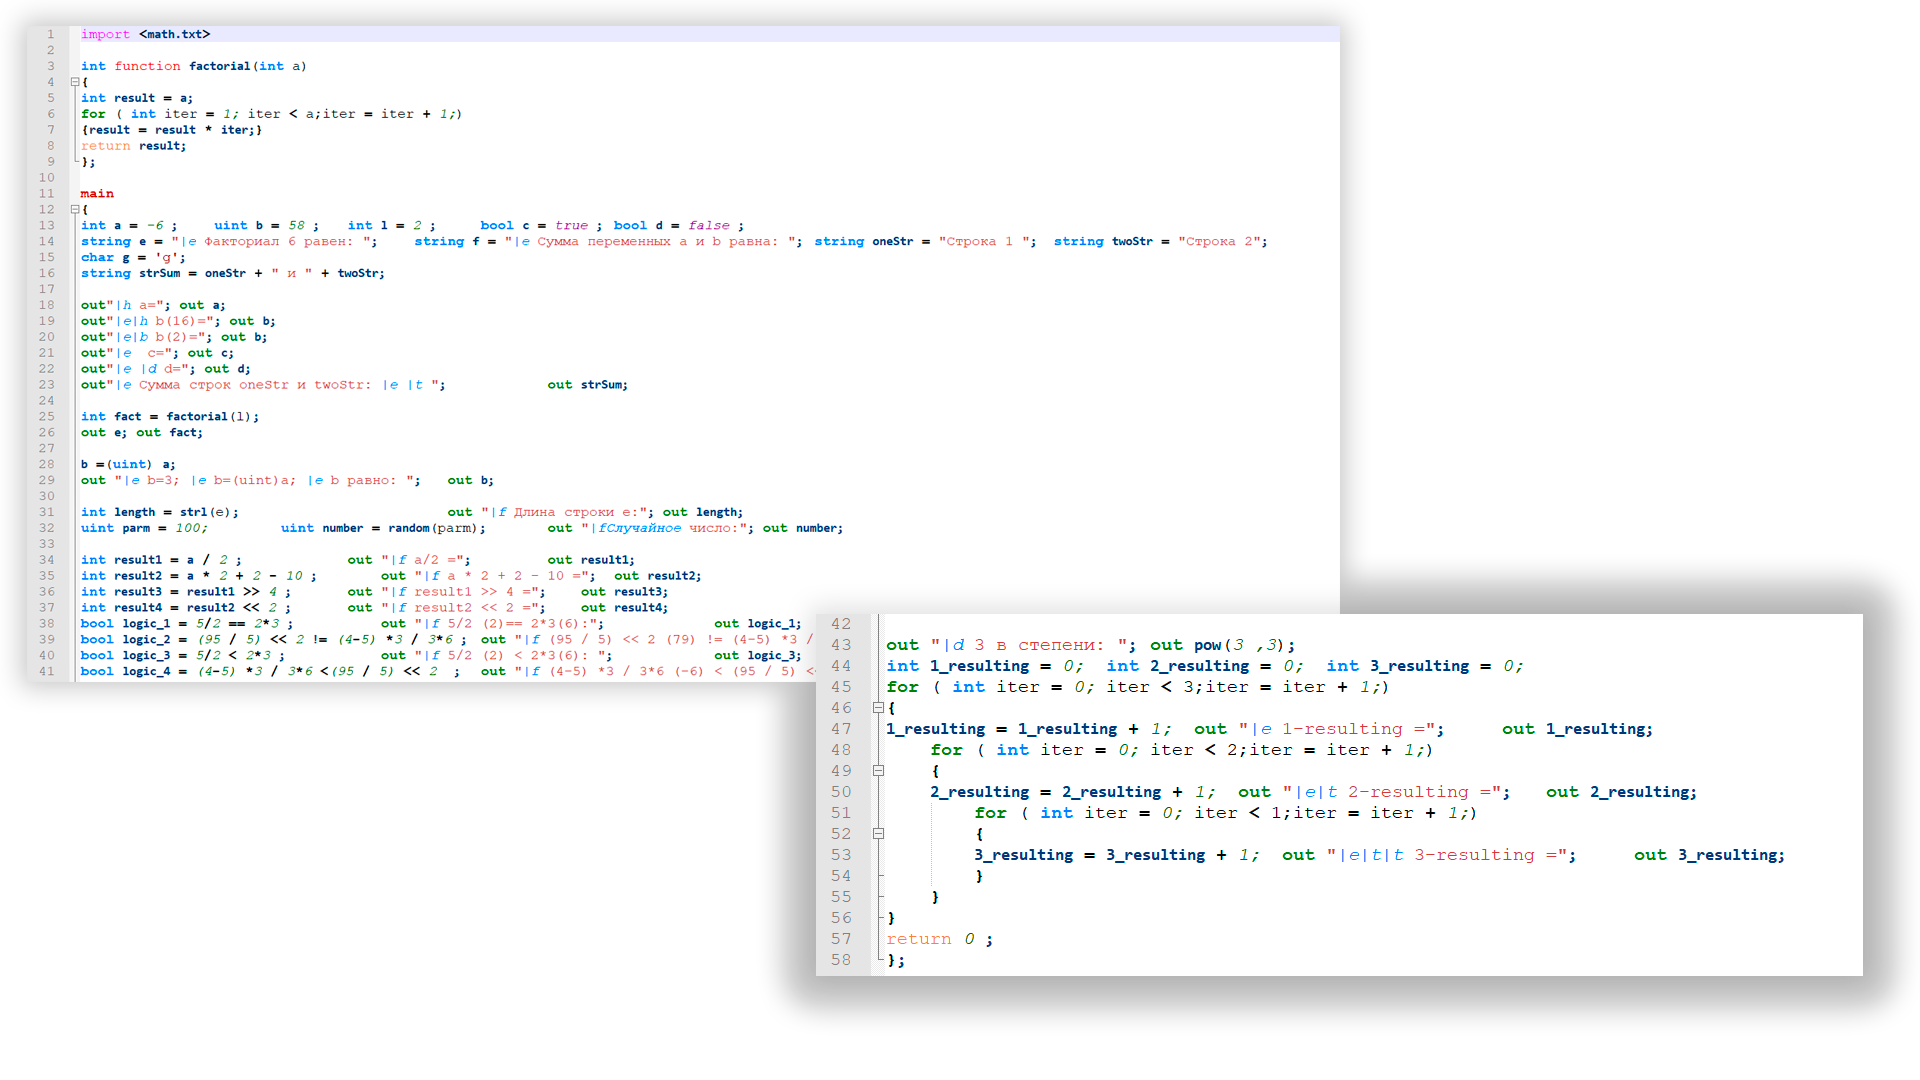 1 import <math.txt>
2
3 int function factorial(int a)
4 {
5 int result = a;
6 for ( int iter = 1; iter < a;iter = iter + 1;)
7 {result = result * iter;}
8 return result;
9 };
10
11 main
12 {
13 int a = -6 ; uint b = 58 ; int l = 2 ; bool c = true ; bool d = false ;
14 string e = "|e Факториал 6 равен: "; string f = "|e Сумма переменных a и b равна: "; string oneStr = "Строка 1 "; string twoStr = "Строка 2";
15 char g = 'g';
16 string strSum = oneStr + " и " + twoStr;
17
18 out"|h a="; out a;
19 out"|e|h b(16)="; out b;
20 out"|e|b b(2)="; out b;
21 out"|e  c="; out c;
22 out"|e |d d="; out d;
23 out"|e Сумма строк oneStr и twoStr: |e |t "; out strSum;
24
25 int fact = factorial(l);
26 out e; out fact;
27
28 b =(uint) a;
29 out "|e b=3; |e b=(uint)a; |e b равно: "; out b;
30
31 int length = strl(e); out "|f Длина строки e:"; out length;
32 uint parm = 100; uint number = random(parm); out "|fСлучайное число:"; out number;
33
34 int result1 = a / 2 ; out "|f a/2 ="; out result1;
35 int result2 = a * 2 + 2 - 10 ; out "|f a * 2 + 2 - 10 ="; out result2;
36 int result3 = result1 >> 4 ; out "|f result1 >> 4 ="; out result3;
37 int result4 = result2 << 2 ; out "|f result2 << 2 ="; out result4;
38 bool logic_1 = 5/2 == 2*3 ; out "|f 5/2 (2)== 2*3(6):"; out logic_1;
39 bool logic_2 = (95 / 5) << 2 != (4-5) *3 / 3*6 ; out "|f (95 / 5) << 2 (79) != (4-5) *3 /
40 bool logic_3 = 5/2 < 2*3 ; out "|f 5/2 (2) < 2*3(6): "; out logic_3;
41 bool logic_4 = (4-5) *3 / 3*6 <(95 / 5) << 2 ; out "|f (4-5) *3 / 3*6 (-6) < (95 / 5) <
42
43 out "|d 3 в степени: "; out pow(3 ,3);
44 int 1_resulting = 0; int 2_resulting = 0; int 3_resulting = 0;
45 for ( int iter = 0; iter < 3;iter = iter + 1;)
46 {
47 1_resulting = 1_resulting + 1; out "|e 1-resulting ="; out 1_resulting;
48 for ( int iter = 0; iter < 2;iter = iter + 1;)
49 {
50 2_resulting = 2_resulting + 1; out "|e|t 2-resulting ="; out 2_resulting;
51 for ( int iter = 0; iter < 1;iter = iter + 1;)
52 {
53 3_resulting = 3_resulting + 1; out "|e|t|t 3-resulting ="; out 3_resulting;
54 }
55 }
56 }
57 return 0 ;
58 };